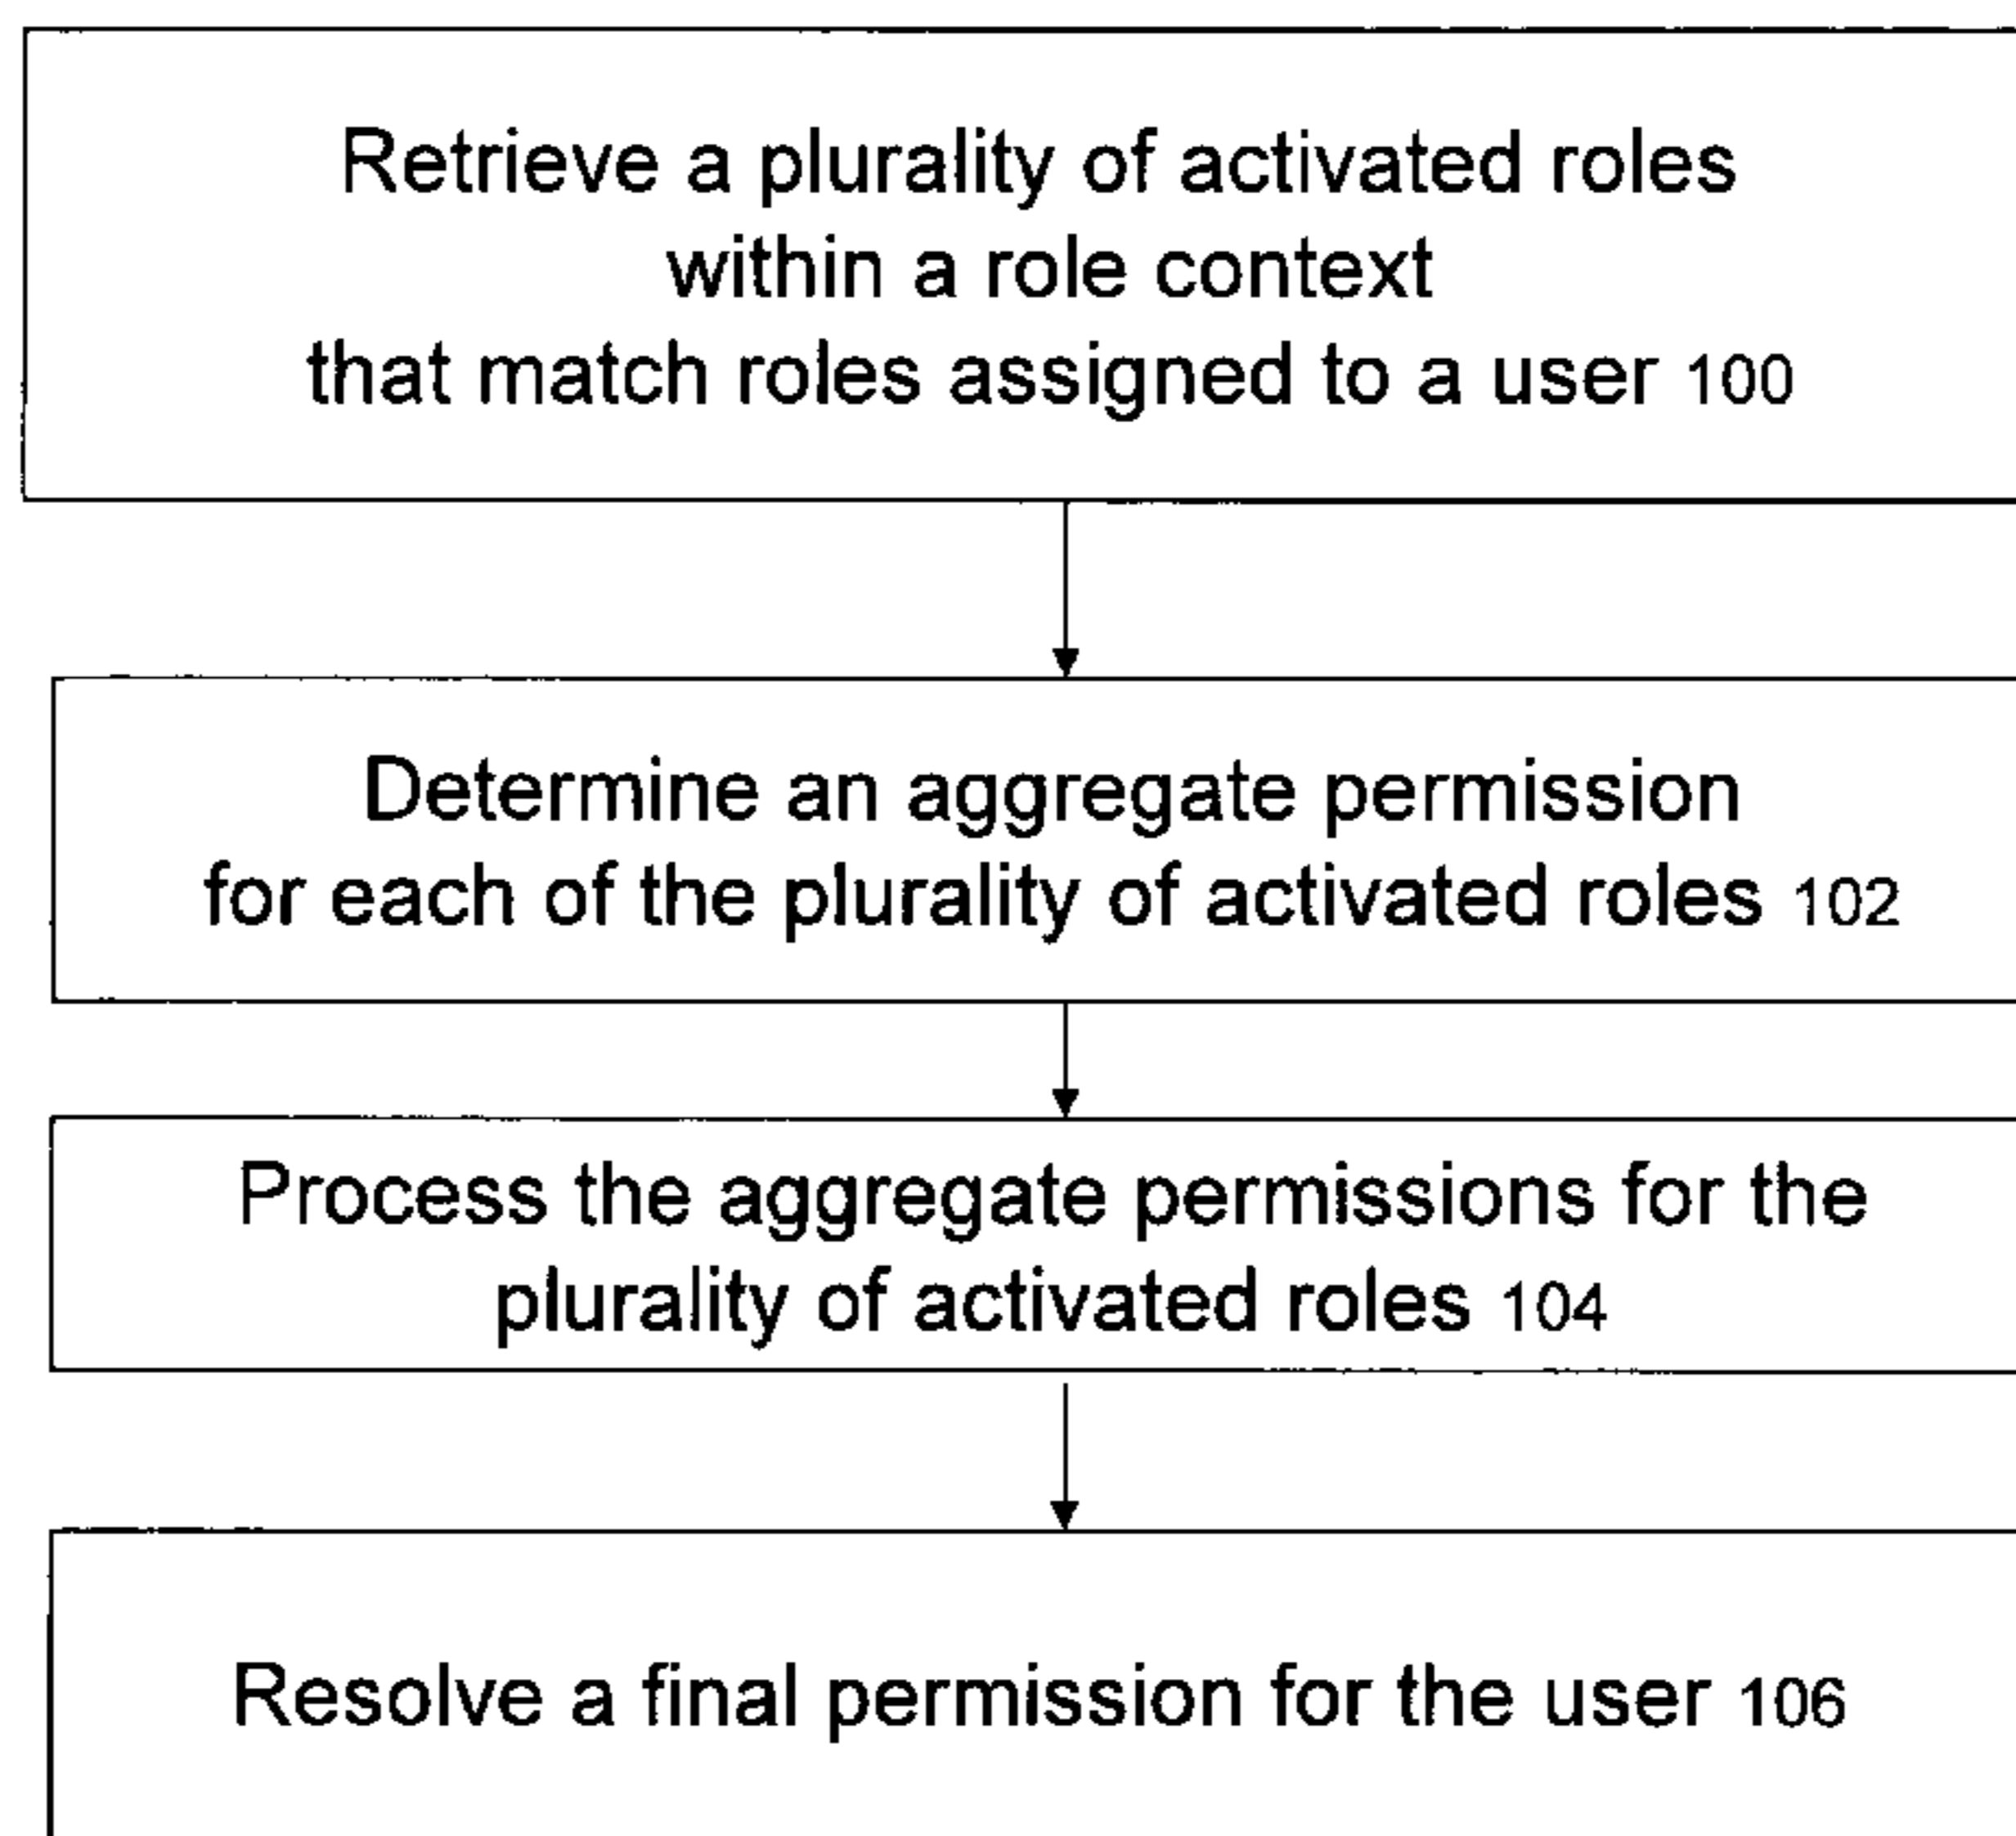 Retrieve a plurality of activated roles
within a role context
that match roles assigned to a user 100
Determine an aggregate permission
for each of the plurality of activated roles 102
Process the aggregate permissions for the
plurality of activated roles 104
Resolve a final permission for the user 106